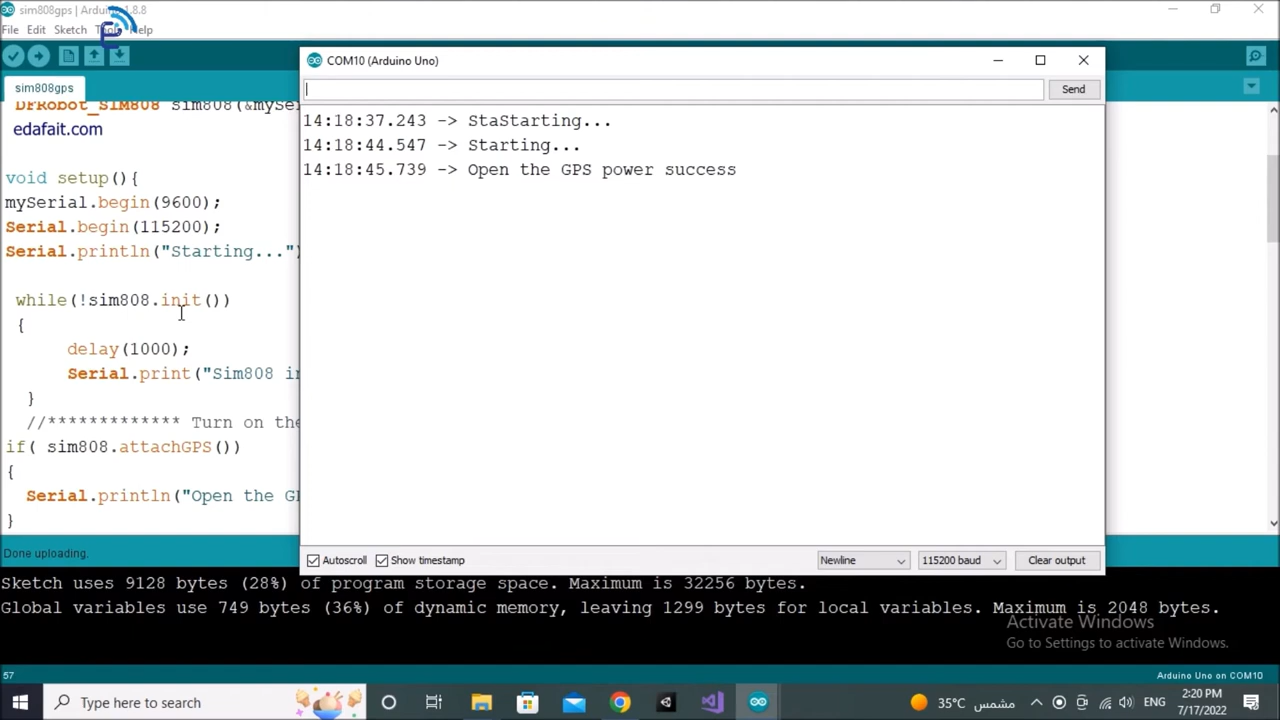 sim808gps | Arduino 1.8.8
File Edit Sketch Tools Help
sim808gps
DFRobot_SIM808 sim808(&mySe
edafait.com
void setup(){
mySerial.begin(9600);
Serial.begin(115200);
Serial.println("Starting...")
while(!sim808.init())
{
delay(1000);
Serial.print("Sim808 in
}
//************* Turn on the
if( sim808.attachGPS())
{
Serial.println("Open the GP
}
COM10 (Arduino Uno)
Send
14:18:37.243 -> StaStarting...
14:18:44.547 -> Starting...
14:18:45.739 -> Open the GPS power success
Autoscroll Show timestamp Newline 115200 baud Clear output
Done uploading.
Sketch uses 9128 bytes (28%) of program storage space. Maximum is 32256 bytes.
Global variables use 749 bytes (36%) of dynamic memory, leaving 1299 bytes for local variables. Maximum is 2048 bytes.
Activate Windows
Go to Settings to activate Windows.
57 Arduino Uno on COM10
Type here to search
35°C مشمس
ENG
2:20 PM
7/17/2022